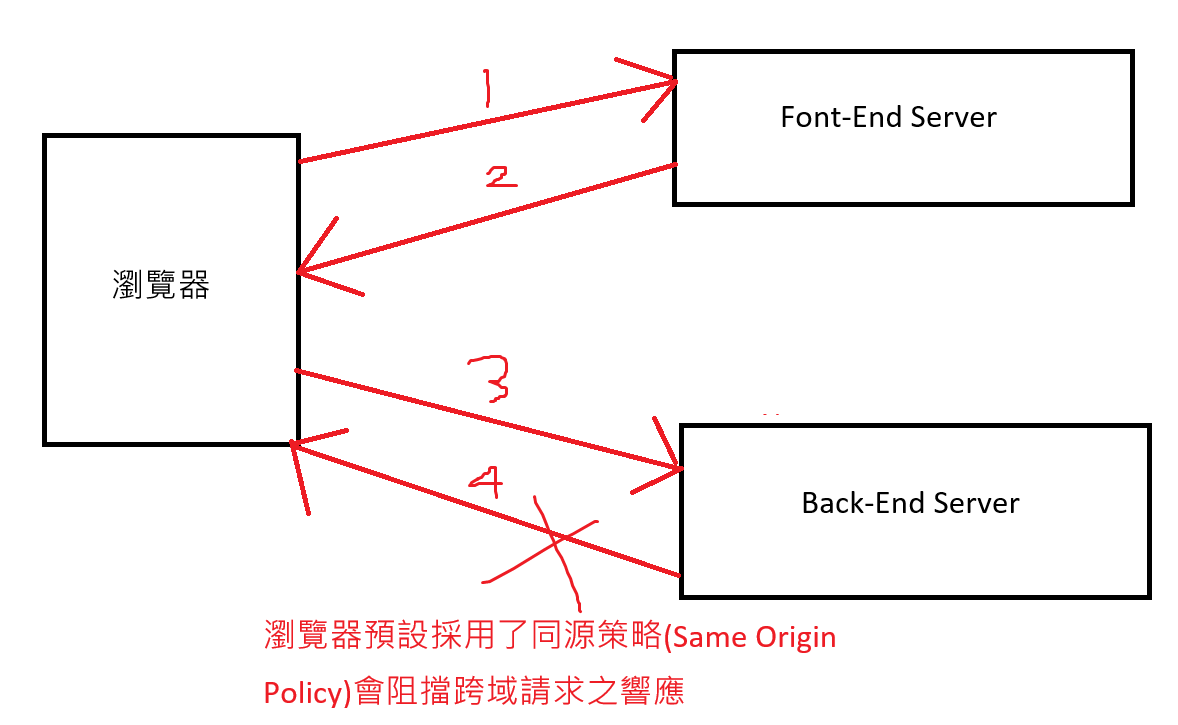 1
Font-End Server
2
瀏覽器
3
4
Back-End Server
瀏覽器預設採用了同源策略(Same Origin
Policy)會阻擋跨域請求之響應